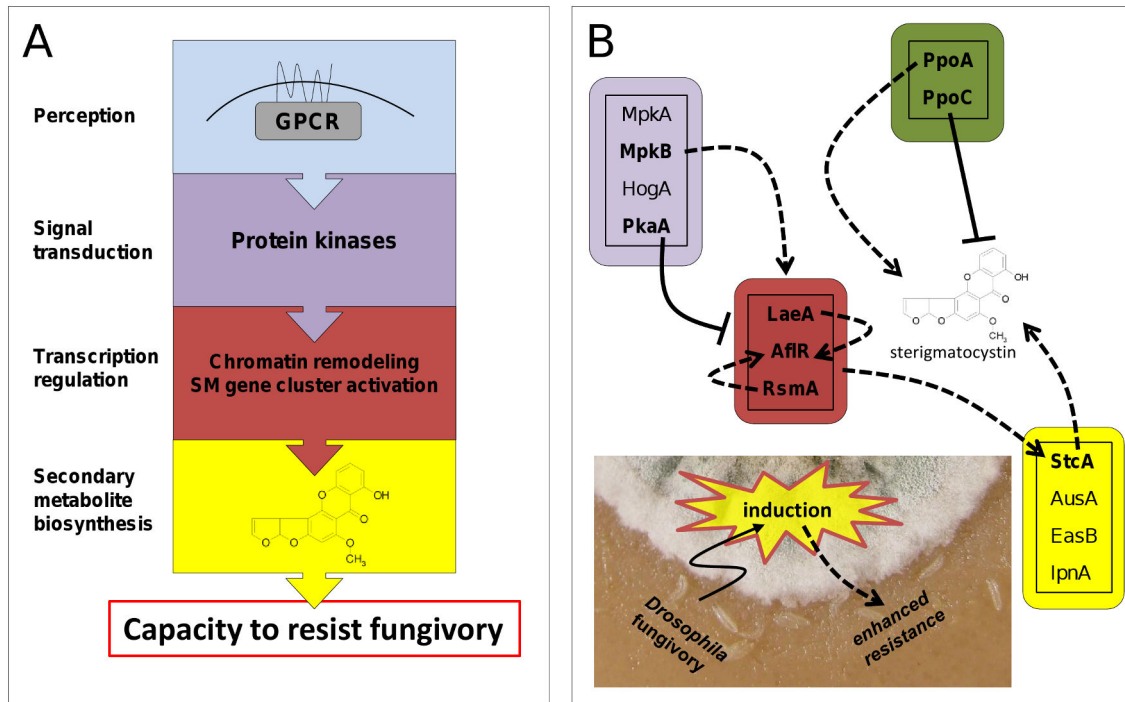 A
Perception
GPCR
Signal
transduction
Protein kinases
Transcription
regulation
Chromatin remodeling
SM gene cluster activation
Secondary
metabolite
biosynthesis
O
OH
O
O
O
O
CH3
Capacity to resist fungivory
B
PpoA
PpoC
MpkA
MpkB
HogA
PkaA
O
OH
O
O
O
O
CH3
sterigmatocystin
LaeA
AflR
RsmA
StcA
AusA
EasB
IpnA
induction
Drosophila
fungivory
enhanced
resistance